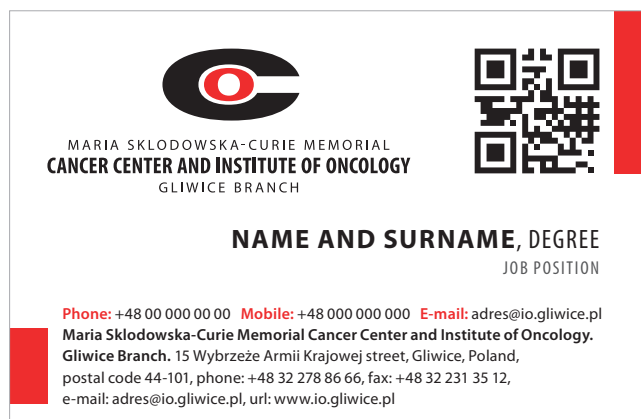 MARIA SKLODOWSKA-CURIE MEMORIAL
CANCER CENTER AND INSTITUTE OF ONCOLOGY
GLIWICE BRANCH
NAME AND SURNAME, DEGREE
JOB POSITION
Phone: +48 00 000 00 00 Mobile: +48 000 000 000 E-mail: adres@io.gliwice.pl
Maria Sklodowska-Curie Memorial Cancer Center and Institute of Oncology.
Gliwice Branch. 15 Wybrzeże Armii Krajowej street, Gliwice, Poland,
postal code 44-101, phone: +48 32 278 86 66, fax: +48 32 231 35 12,
e-mail: adres@io.gliwice.pl, url: www.io.gliwice.pl